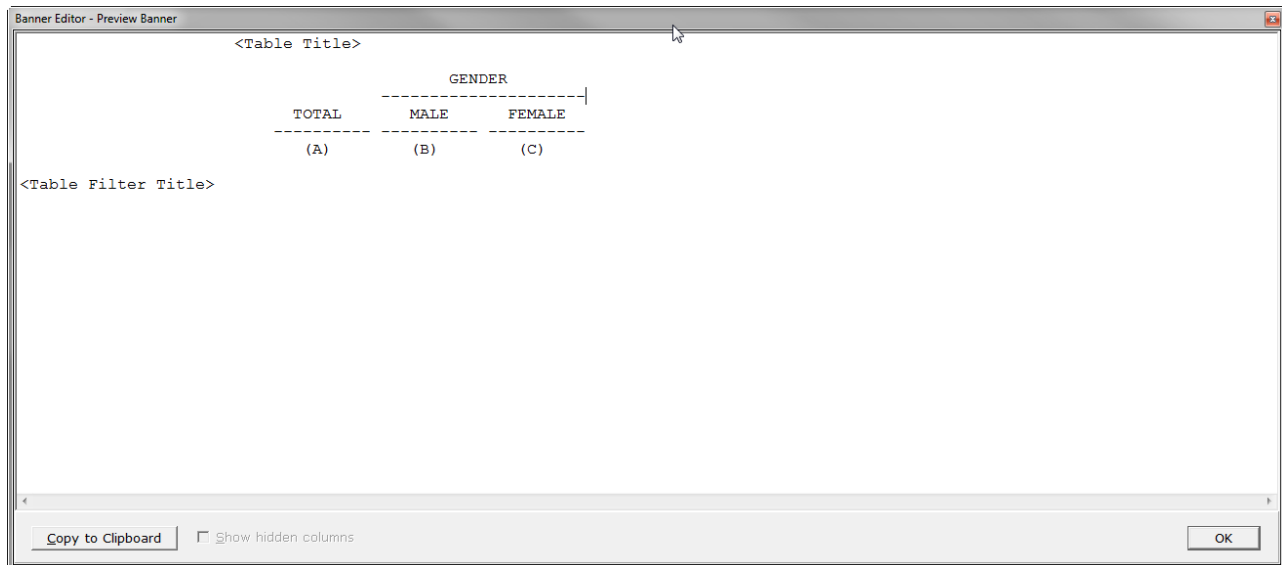 Banner Editor - Preview Banner
<Table Title>
GENDER
---------------------
TOTAL MALE FEMALE
---------- ---------- ----------
(A) (B) (C)
<Table Filter Title>
Copy to Clipboard Show hidden columns OK